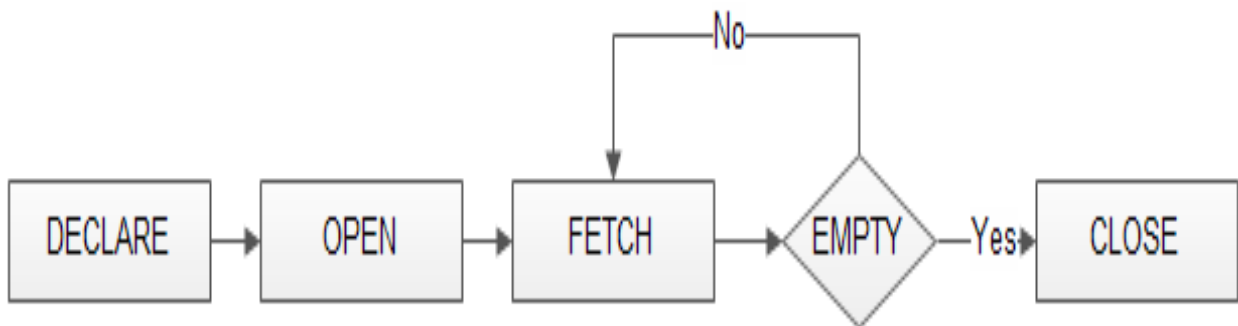 No
DECLARE
OPEN
FETCH
EMPTY
Yes
CLOSE